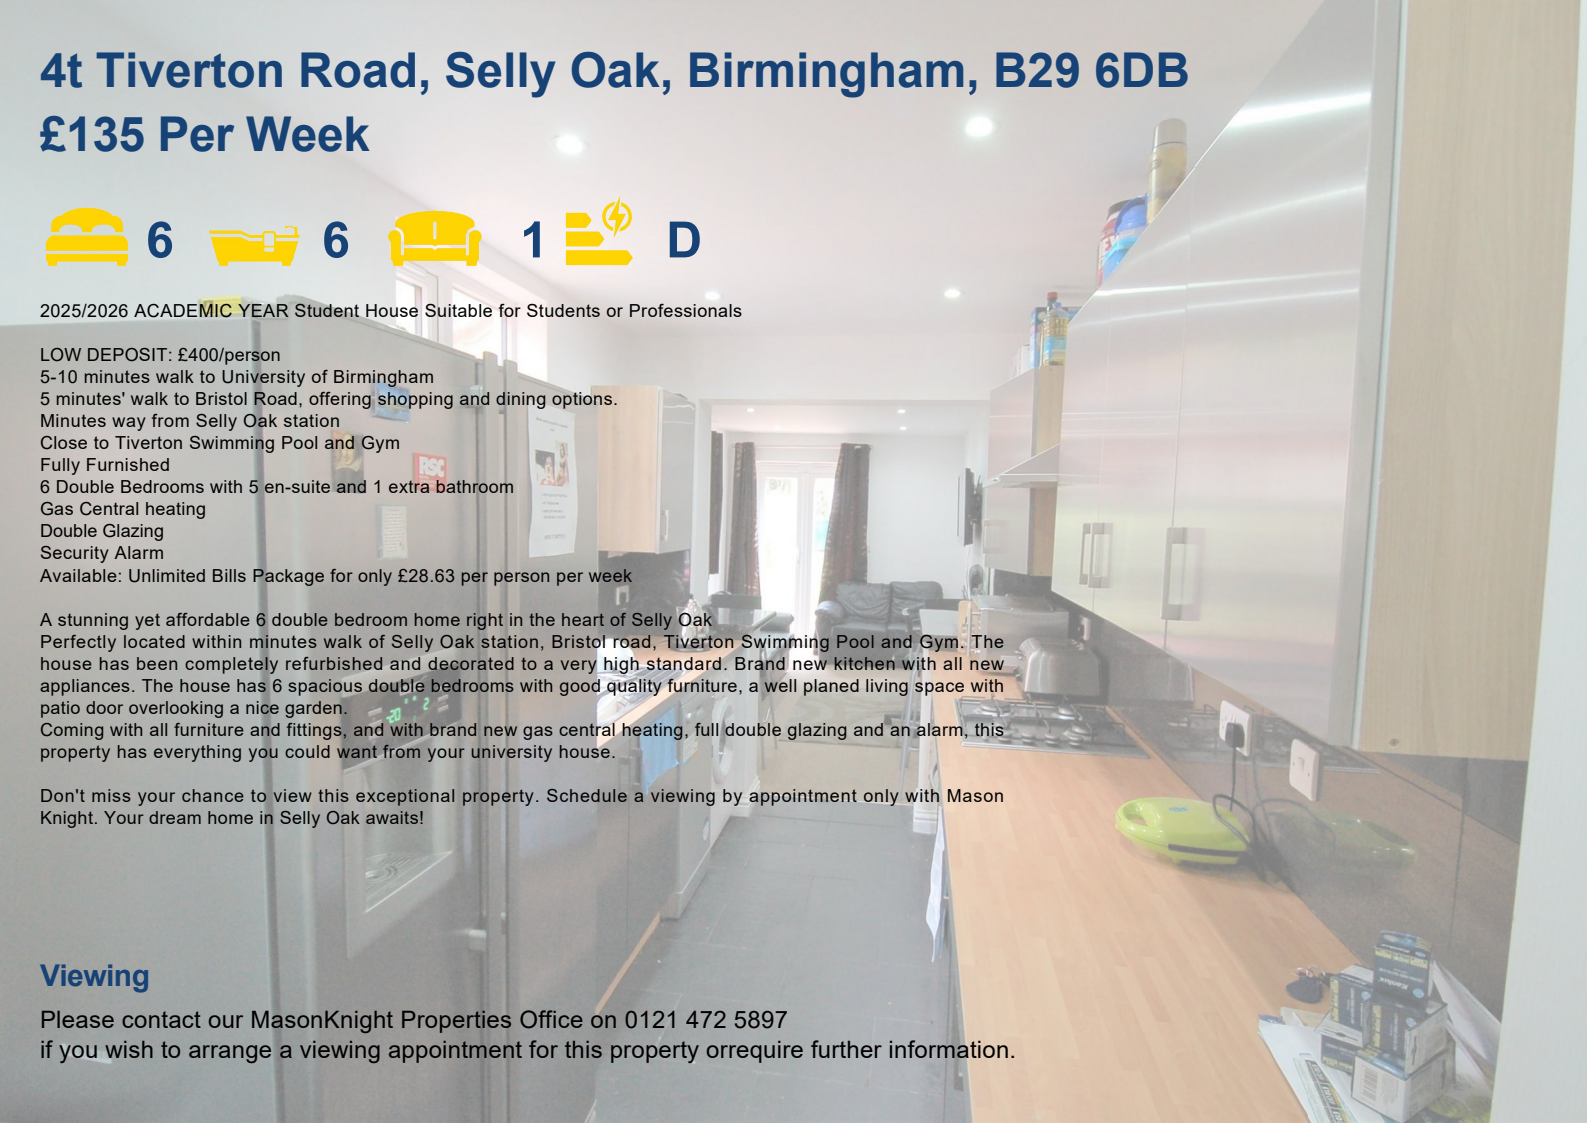 4t Tiverton Road, Selly Oak, Birmingham, B29 6DB
£135 Per Week
6 6 1 D
2025/2026 ACADEMIC YEAR Student House Suitable for Students or Professionals
LOW DEPOSIT: £400/person
5-10 minutes walk to University of Birmingham
5 minutes' walk to Bristol Road, offering shopping and dining options.
Minutes way from Selly Oak station
Close to Tiverton Swimming Pool and Gym
Fully Furnished
6 Double Bedrooms with 5 en-suite and 1 extra bathroom
Gas Central heating
Double Glazing
Security Alarm
Available: Unlimited Bills Package for only £28.63 per person per week
A stunning yet affordable 6 double bedroom home right in the heart of Selly Oak
Perfectly located within minutes walk of Selly Oak station, Bristol road, Tiverton Swimming Pool and Gym. The
house has been completely refurbished and decorated to a very high standard. Brand new kitchen with all new
appliances. The house has 6 spacious double bedrooms with good quality furniture, a well planed living space with
patio door overlooking a nice garden.
Coming with all furniture and fittings, and with brand new gas central heating, full double glazing and an alarm, this
property has everything you could want from your university house.
Don't miss your chance to view this exceptional property. Schedule a viewing by appointment only with Mason
Knight. Your dream home in Selly Oak awaits!
Viewing
Please contact our MasonKnight Properties Office on 0121 472 5897
if you wish to arrange a viewing appointment for this property orrequire further information.
RSC
-20 2